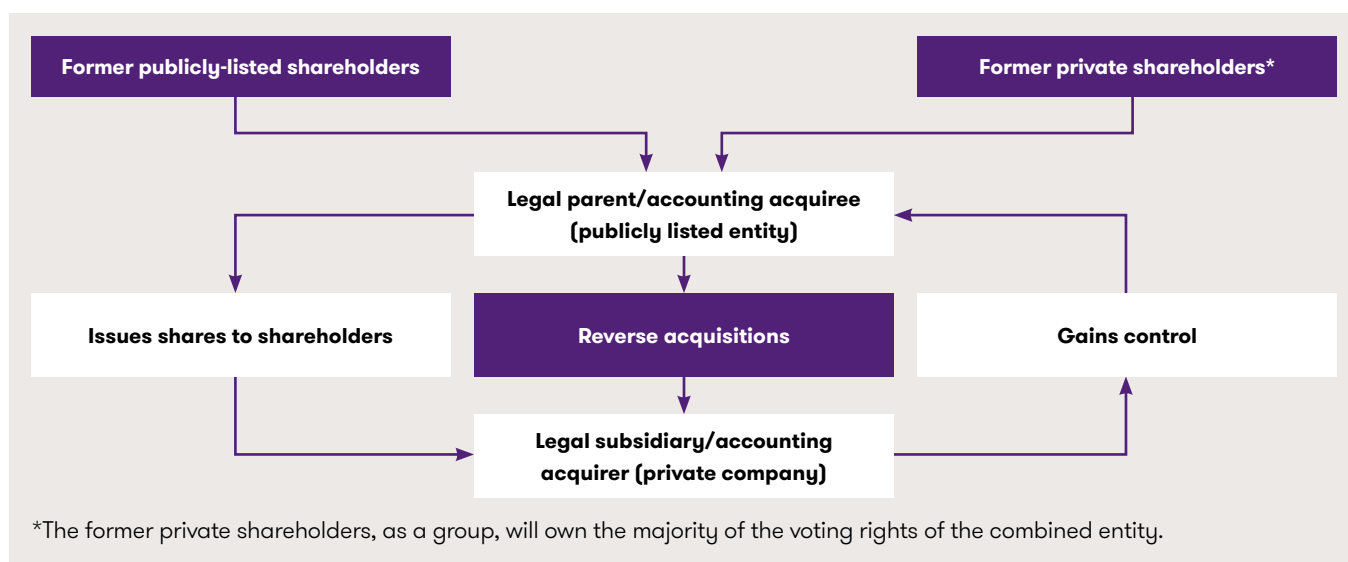 Former publicly-listed shareholders
Former private shareholders*
Legal parent/accounting acquiree
(publicly listed entity)
Issues shares to shareholders
Reverse acquisitions
Gains control
Legal subsidiary/accounting
acquirer (private company)
*The former private shareholders, as a group, will own the majority of the voting rights of the combined entity.